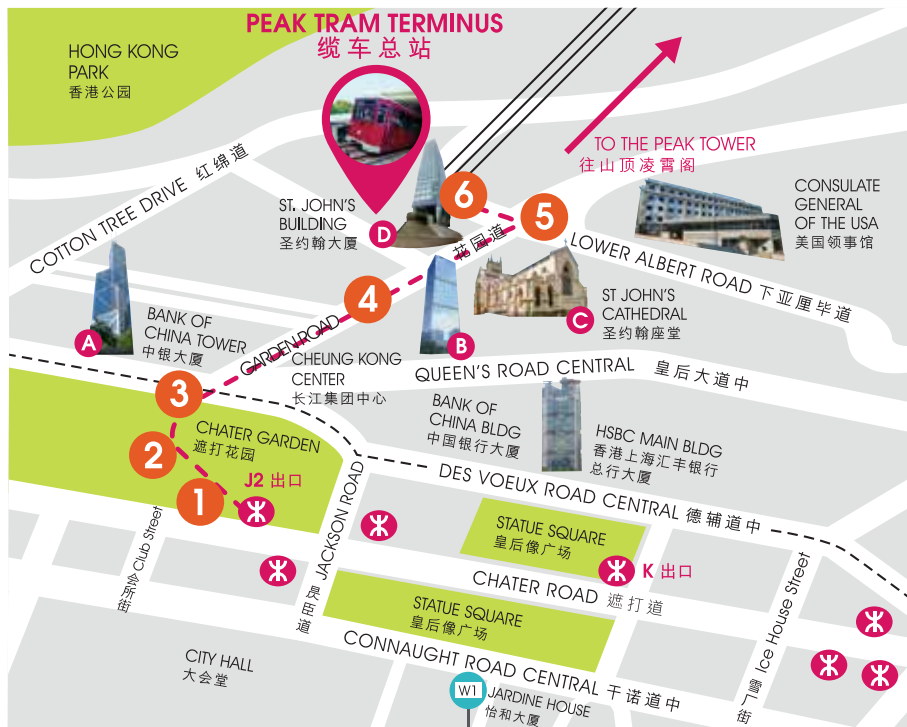 PEAK TRAM TERMINUS
缆车总站
HONG KONG
PARK
香港公园
TO THE PEAK TOWER
往山顶凌霄阁
COTTON TREE DRIVE 红绵道
ST. JOHN'S
BUILDING
圣约翰大厦
D
6
5
花园道
CONSULATE
GENERAL
OF THE USA
美国领事馆
LOWER ALBERT ROAD 下亚厘毕道
4
GARDEN ROAD
A
BANK OF
CHINA TOWER
中银大厦
B
C
ST JOHN'S
CATHEDRAL
圣约翰座堂
CHEUNG KONG
CENTER
长江集团中心
QUEEN'S ROAD CENTRAL 皇后大道中
3
BANK OF
CHINA BLDG
中国银行大厦
HSBC MAIN BLDG
香港上海汇丰银行
总行大厦
CHATER GARDEN
遮打花园
2
J2 出口
1
DES VOEUX ROAD CENTRAL 德辅道中
STATUE SQUARE
皇后像广场
K 出口
Club Street
会所街
JACKSON ROAD
昃臣道
CHATER ROAD 遮打道
Ice House Street
雪厂街
STATUE SQUARE
皇后像广场
CONNAUGHT ROAD CENTRAL 干诺道中
CITY HALL
大会堂
W1
JARDINE HOUSE
怡和大厦